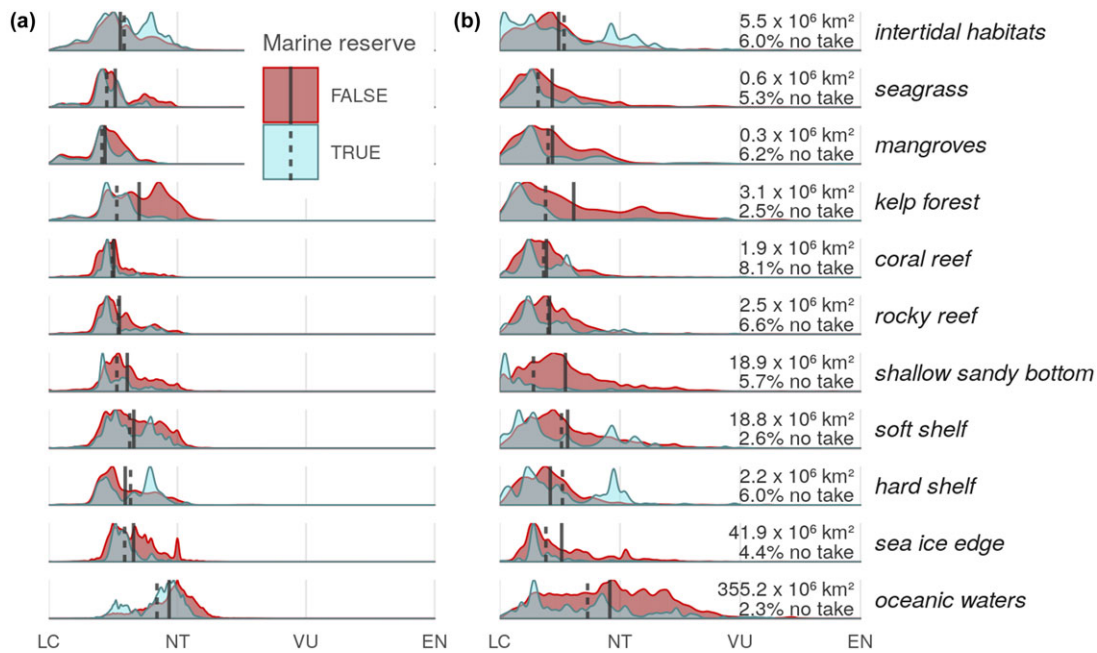 (a)
Marine reserve
FALSE
TRUE
LC NT VU EN
(b)
5.5 x 10⁶ km²
6.0% no take
intertidal habitats
0.6 x 10⁶ km²
5.3% no take
seagrass
0.3 x 10⁶ km²
6.2% no take
mangroves
3.1 x 10⁶ km²
2.5% no take
kelp forest
1.9 x 10⁶ km²
8.1% no take
coral reef
2.5 x 10⁶ km²
6.6% no take
rocky reef
18.9 x 10⁶ km²
5.7% no take
shallow sandy bottom
18.8 x 10⁶ km²
2.6% no take
soft shelf
2.2 x 10⁶ km²
6.0% no take
hard shelf
41.9 x 10⁶ km²
4.4% no take
sea ice edge
355.2 x 10⁶ km²
2.3% no take
oceanic waters
LC NT VU EN